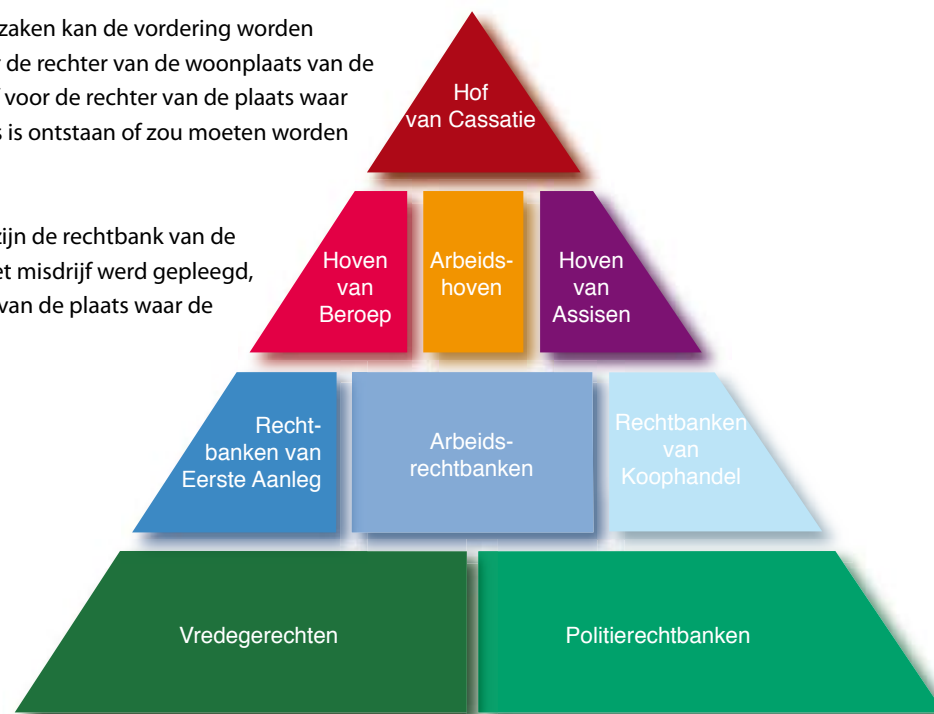 zaken kan de vordering worden
de rechter van de woonplaats van de
voor de rechter van de plaats waar
is ontstaan of zou moeten worden
zijn de rechtbank van de
misdrijf werd gepleegd,
van de plaats waar de
Hof
van Cassatie
Hoven
van
Beroep
Arbeids-
hoven
Hoven
van
Assisen
Recht-
banken van
Eerste Aanleg
Arbeids-
rechtbanken
Rechtbanken
van
Koophandel
Vredegerechten
Politierechtbanken